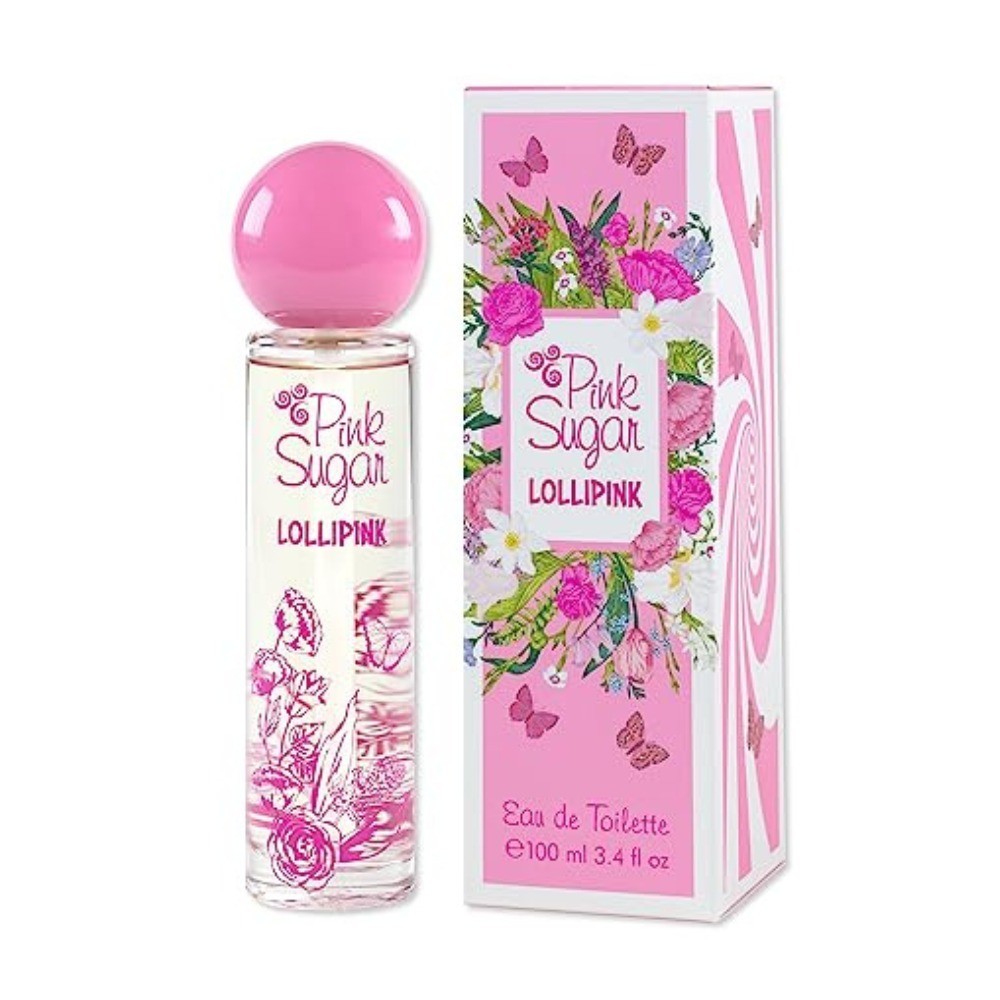 Pink
Sugar
LOLLIPINK
Pink
Sugar
LOLLIPINK
Eau de Toilette
℮100 ml 3.4 fl oz